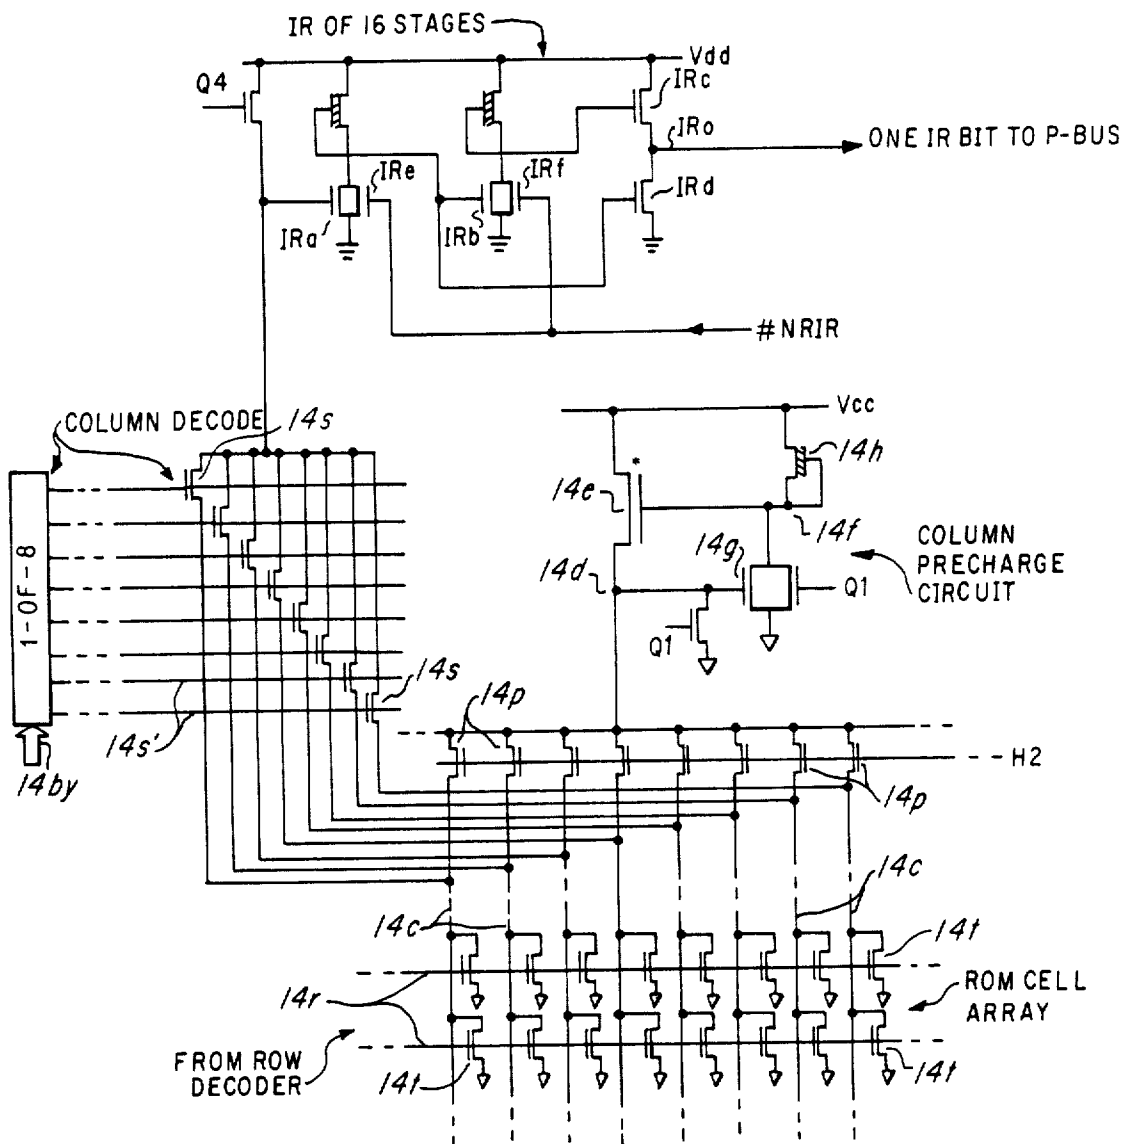 IR OF 16 STAGES
Vdd
Q4
IRc
IRo
ONE IR BIT TO P-BUS
IRe
IRf
IRd
IRa
IRb
#NRIR
COLUMN DECODE
14s
Vcc
14h
14e
14f
1-OF-8
14g
COLUMN
PRECHARGE
CIRCUIT
14d
Q1
Q1
*
14s
14p
14s'
14by
H2
14p
14c
14c
14t
14r
ROM CELL
ARRAY
FROM ROW
DECODER
14t
14t